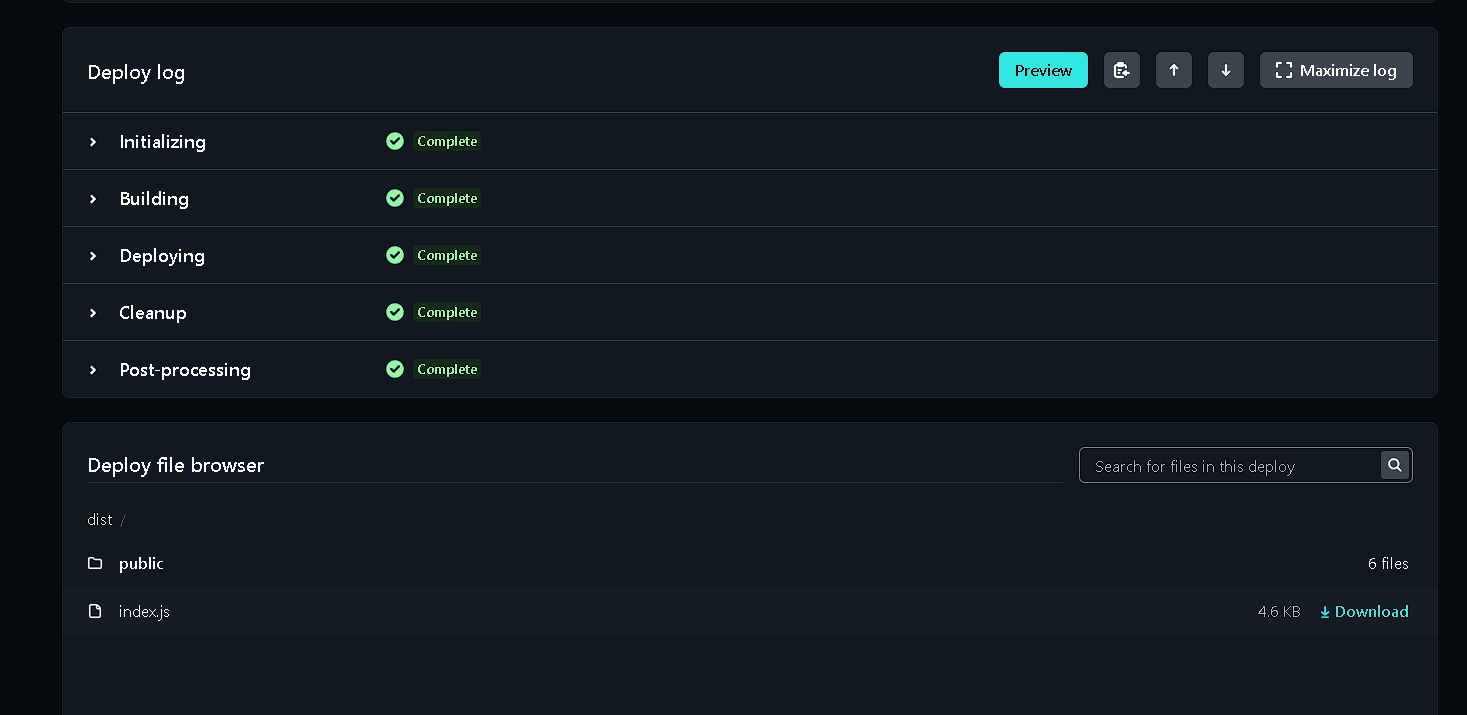 Deploy log Preview Maximize log
Initializing Complete
Building Complete
Deploying Complete
Cleanup Complete
Post-processing Complete
Deploy file browser Search for files in this deploy
dist /
public 6 files
index.js 4.6 KB Download